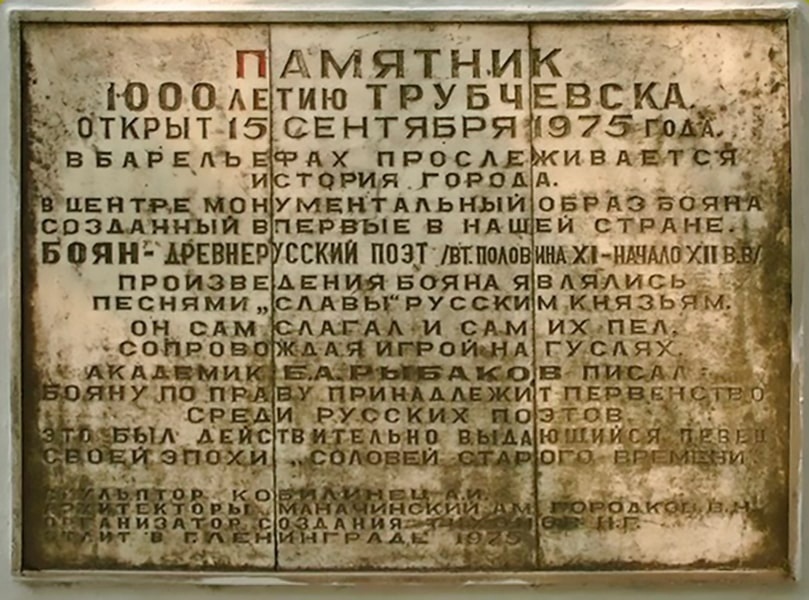 ПАМЯТНИК
1000 ЛЕТИЮ ТРУБЧЕВСКА.
ОТКРЫТ 15 СЕНТЯБРЯ 1975 ГОДА.
В БАРЕЛЬЕФАХ ПРОСЛЕЖИВАЕТСЯ
ИСТОРИЯ ГОРОДА.
В ЦЕНТРЕ МОНУМЕНТАЛЬНЫЙ ОБРАЗ БОЯНА
СОЗДАННЫЙ ВПЕРВЫЕ В НАШЕЙ СТРАНЕ.
БОЯН - ДРЕВНЕРУССКИЙ ПОЭТ /ВТ. ПОЛОВИНА XI - НАЧАЛО XII В.В/
ПРОИЗВЕДЕНИЯ БОЯНА ЯВЛЯЛИСЬ
ПЕСНЯМИ „СЛАВЫ“ РУССКИМ КНЯЗЬЯМ.
ОН САМ СЛАГАЛ И САМ ИХ ПЕЛ,
СОПРОВОЖДАЯ ИГРОЙ НА ГУСЛЯХ.
АКАДЕМИК Б.А. РЫБАКОВ ПИСАЛ:
БОЯНУ ПО ПРАВУ ПРИНАДЛЕЖИТ ПЕРВЕНСТВО
СРЕДИ РУССКИХ ПОЭТОВ
ЭТО БЫЛ ДЕЙСТВИТЕЛЬНО ВЫДАЮЩИЙСЯ ПЕВЕЦ
СВОЕЙ ЭПОХИ „СОЛОВЕЙ СТАРОГО ВРЕМЕНИ
СКУЛЬПТОР КОБИЛИНЕЦ А.И.
АРХИТЕКТОРЫ МАНАЧИНСКИЙ А.М. ГОРОДКОВ В.Н.
ОРГАНИЗАТОР СОЗДАНИЯ П.Г.
ОТЛИТ В Г. ЛЕНИНГРАДЕ 1975